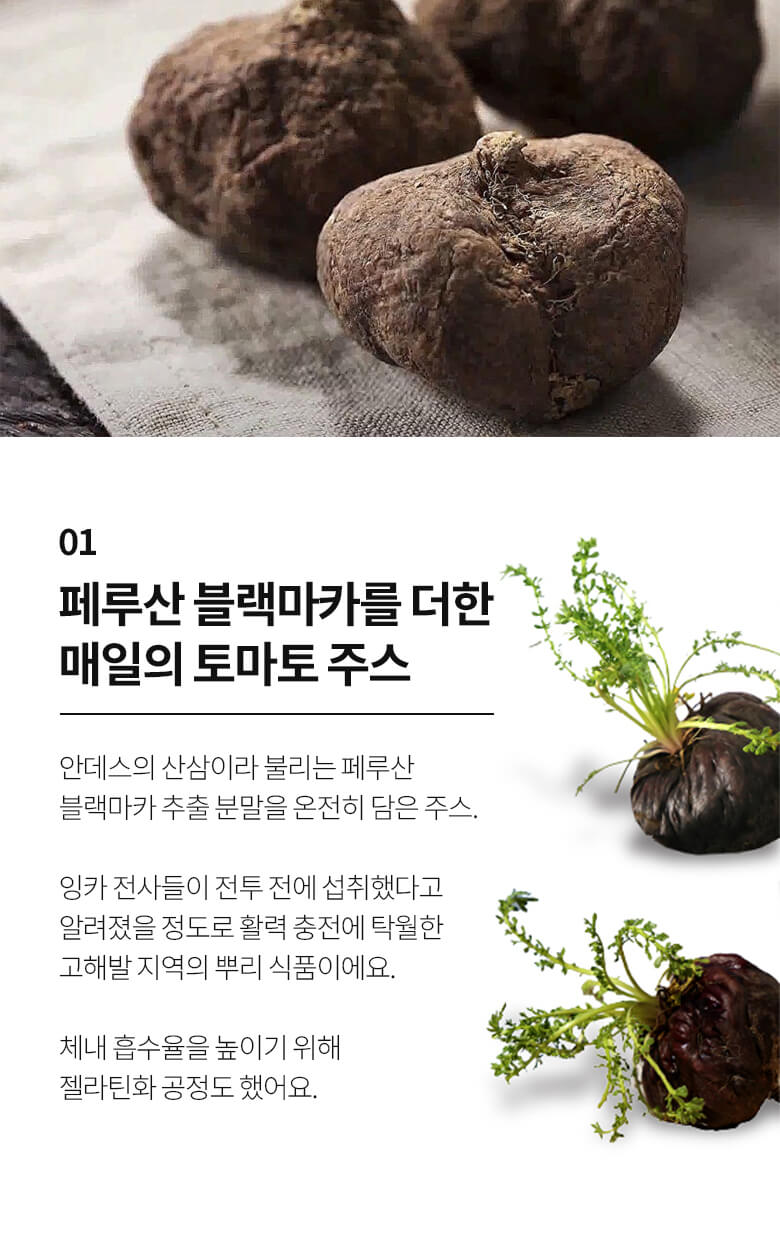 01
페루산 블랙마카를 더한
매일의 토마토 주스
안데스의 산삼이라 불리는 페루산
블랙마카 추출 분말을 온전히 담은 주스.
잉카 전사들이 전투 전에 섭취했다고
알려졌을 정도로 활력 충전에 탁월한
고해발 지역의 뿌리 식품이에요.
체내 흡수율을 높이기 위해
젤라틴화 공정도 했어요.